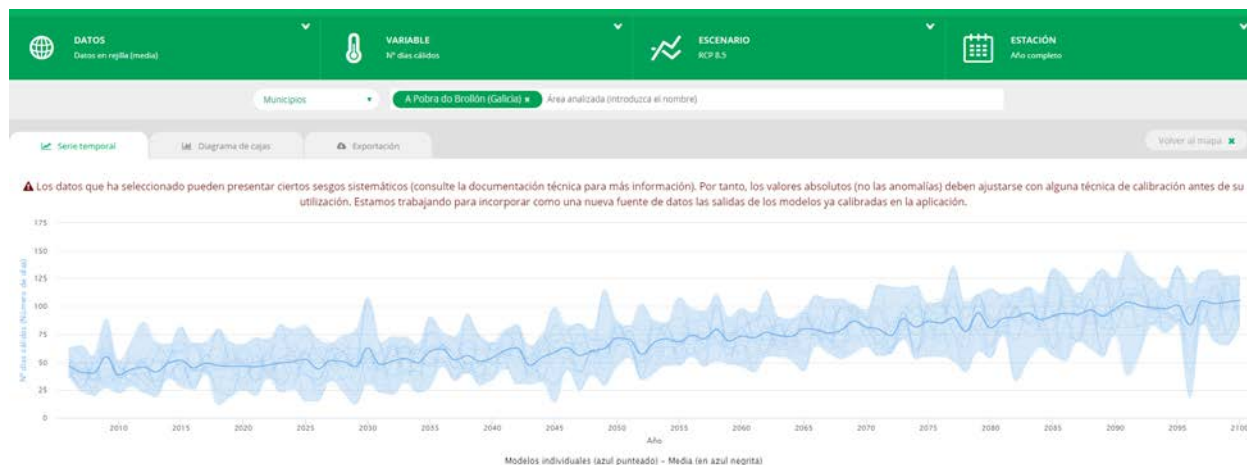 DATOS
Datos en rejilla (media)
VARIABLE
Nº días cálidos
ESCENARIO
RCP 8.5
ESTACIÓN
Año completo
Municipios
A Pobra do Brollón (Galicia) ×
Área analizada (introduzca el nombre)
Serie temporal
Diagrama de cajas
Exportación
Volver al mapa ×
Los datos que ha seleccionado pueden presentar ciertos sesgos sistemáticos (consulte la documentación técnica para más información). Por tanto, los valores absolutos (no las anomalías) deben ajustarse con alguna técnica de calibración antes de su
utilización. Estamos trabajando para incorporar como una nueva fuente de datos las salidas de los modelos ya calibradas en la aplicación.
Nº días cálidos (Número de días)
175
150
125
100
75
50
25
0
2010 2015 2020 2025 2030 2035 2040 2045 2050 2055 2060 2065 2070 2075 2080 2085 2090 2095 2100
Año
Modelos individuales (azul punteado) – Media (en azul negrita)